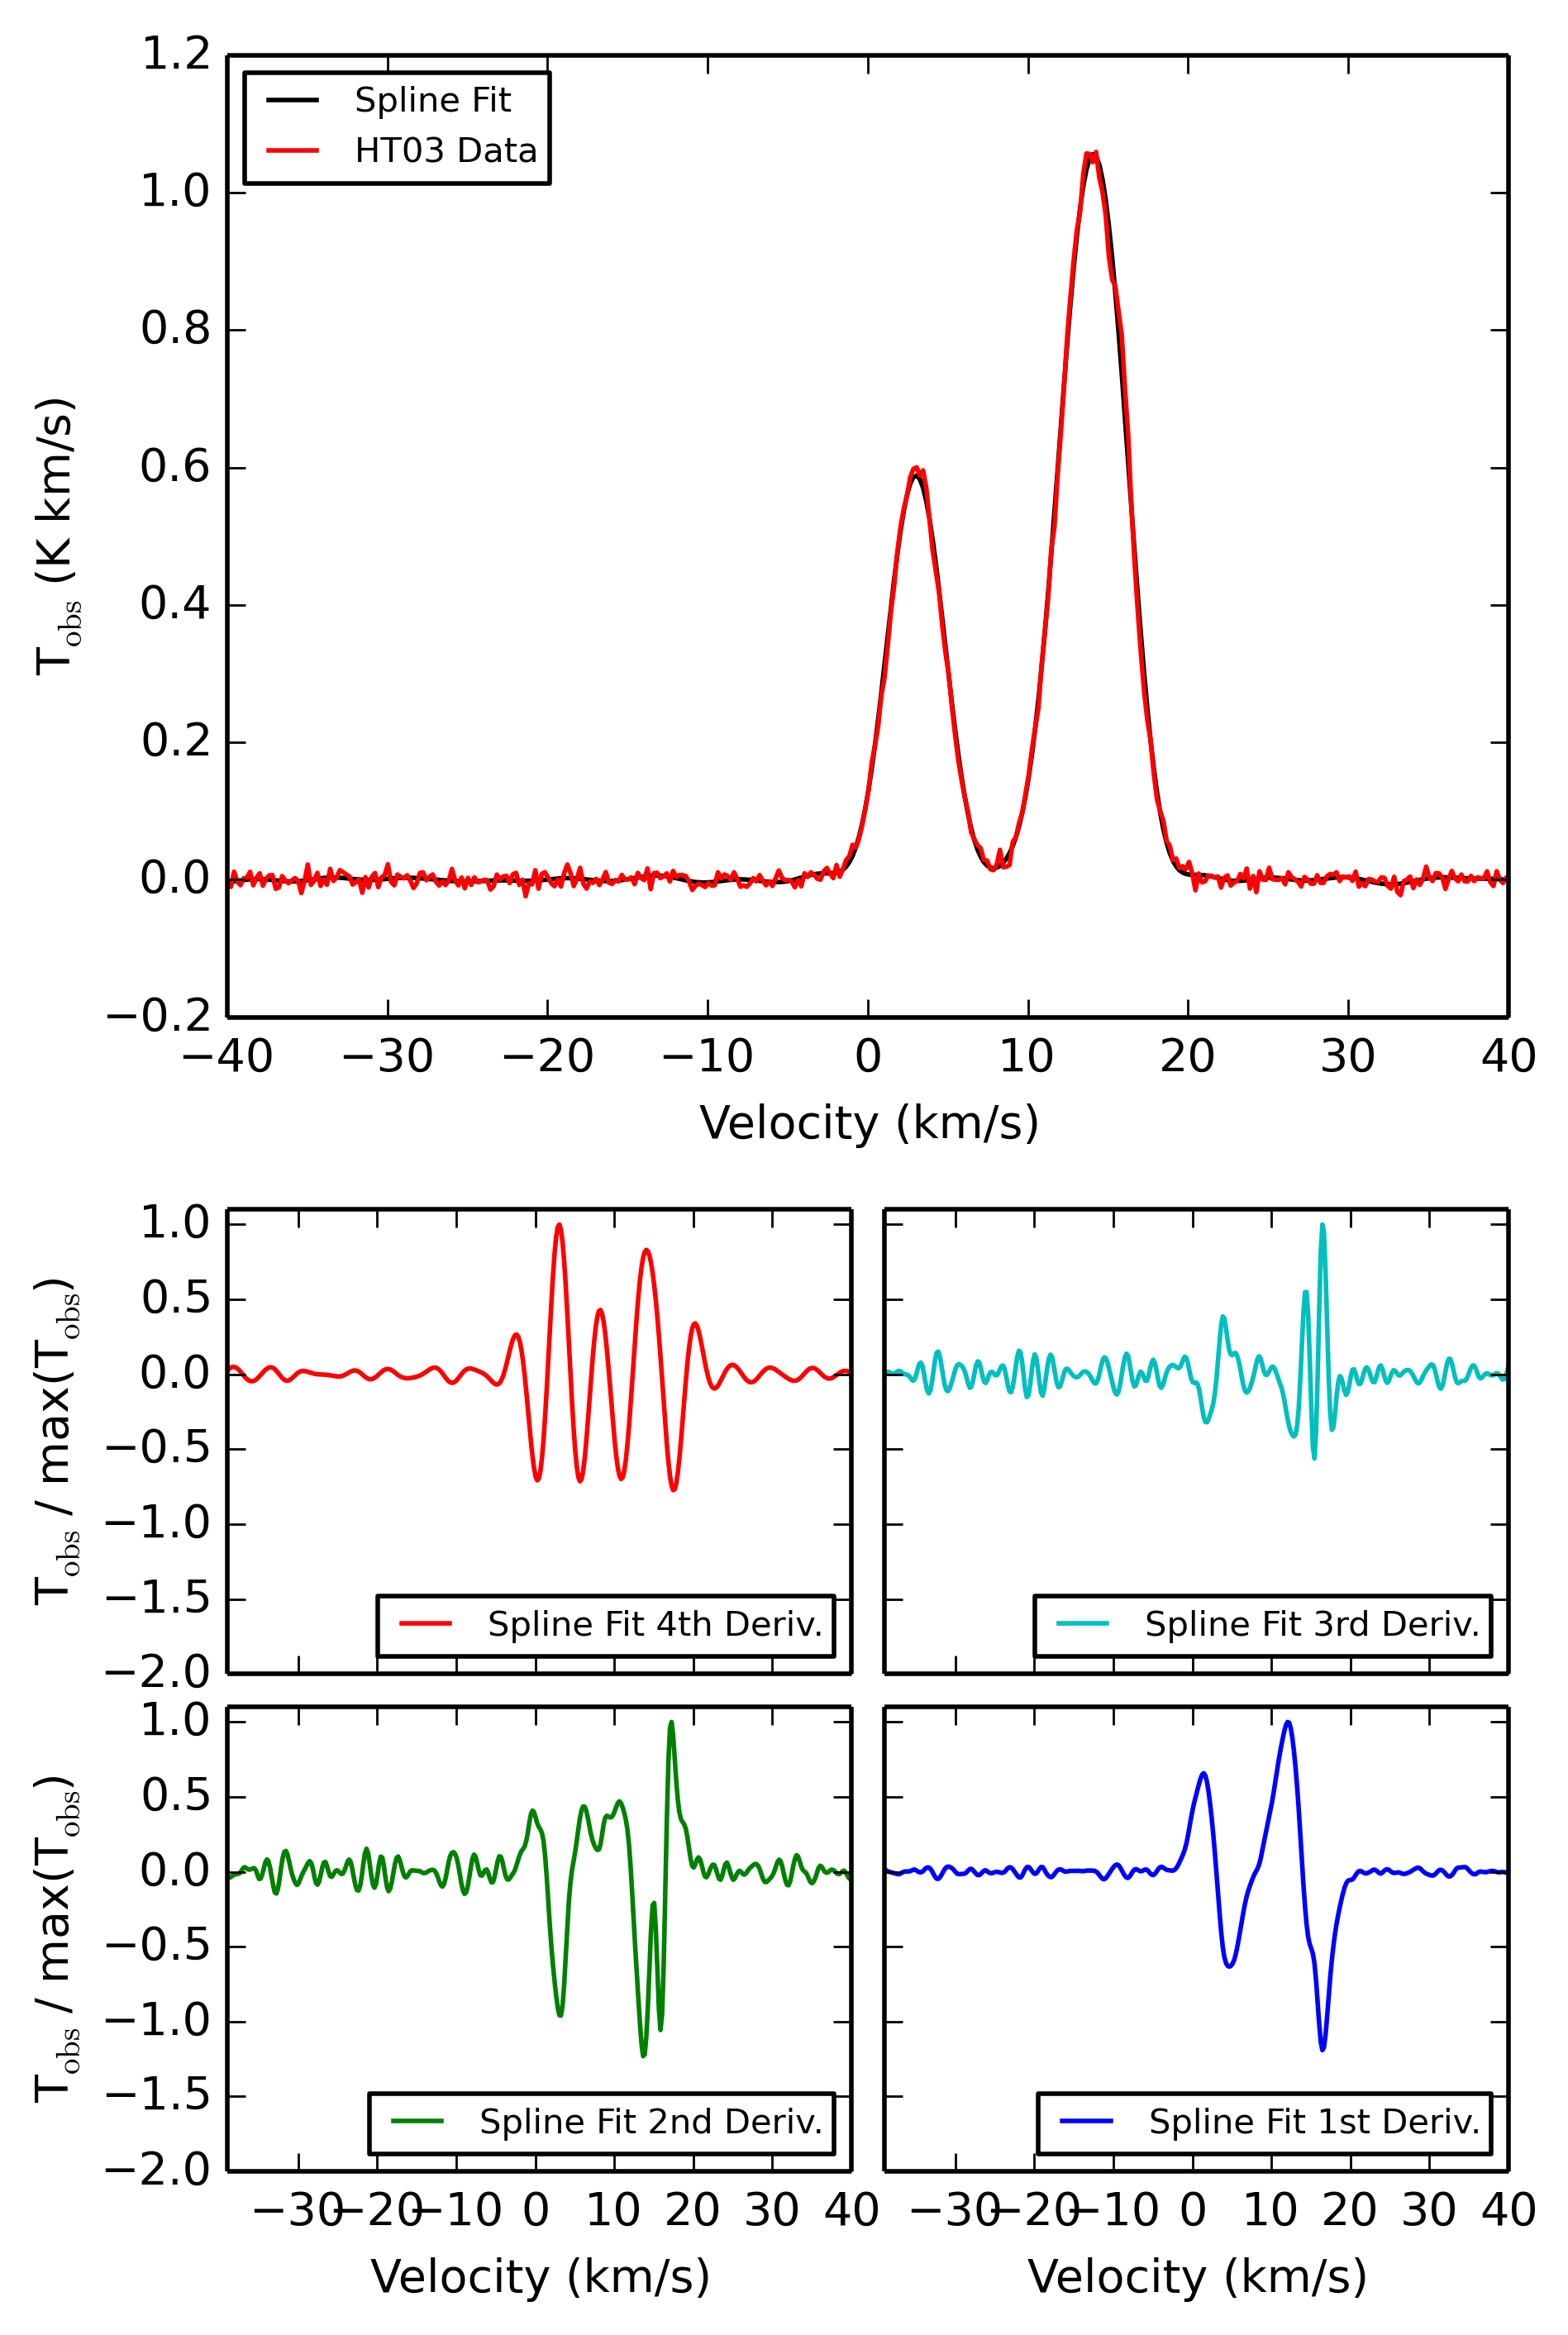 1.2
1.0
0.8
0.6
0.4
0.2
0.0
−0.2
T_obs (K km/s)
Spline Fit
HT03 Data
−40 −30 −20 −10 0 10 20 30 40
Velocity (km/s)
1.0
0.5
0.0
−0.5
−1.0
−1.5
−2.0
T_obs / max(T_obs)
Spline Fit 4th Deriv.
Spline Fit 3rd Deriv.
1.0
0.5
0.0
−0.5
−1.0
−1.5
−2.0
T_obs / max(T_obs)
Spline Fit 2nd Deriv.
Spline Fit 1st Deriv.
−30 −20 −10 0 10 20 30 40
−30 −20 −10 0 10 20 30 40
Velocity (km/s)
Velocity (km/s)